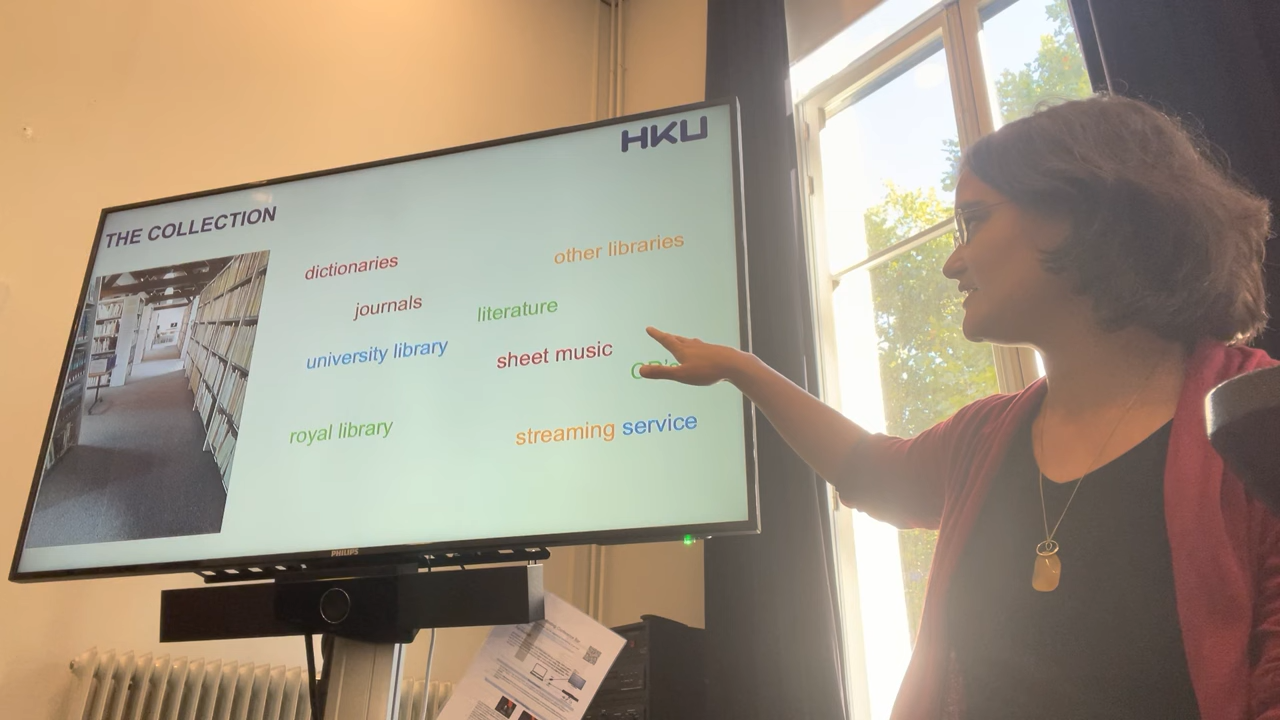 HKU
THE COLLECTION
dictionaries
other libraries
journals
literature
university library
sheet music
royal library
streaming service
PHILIPS